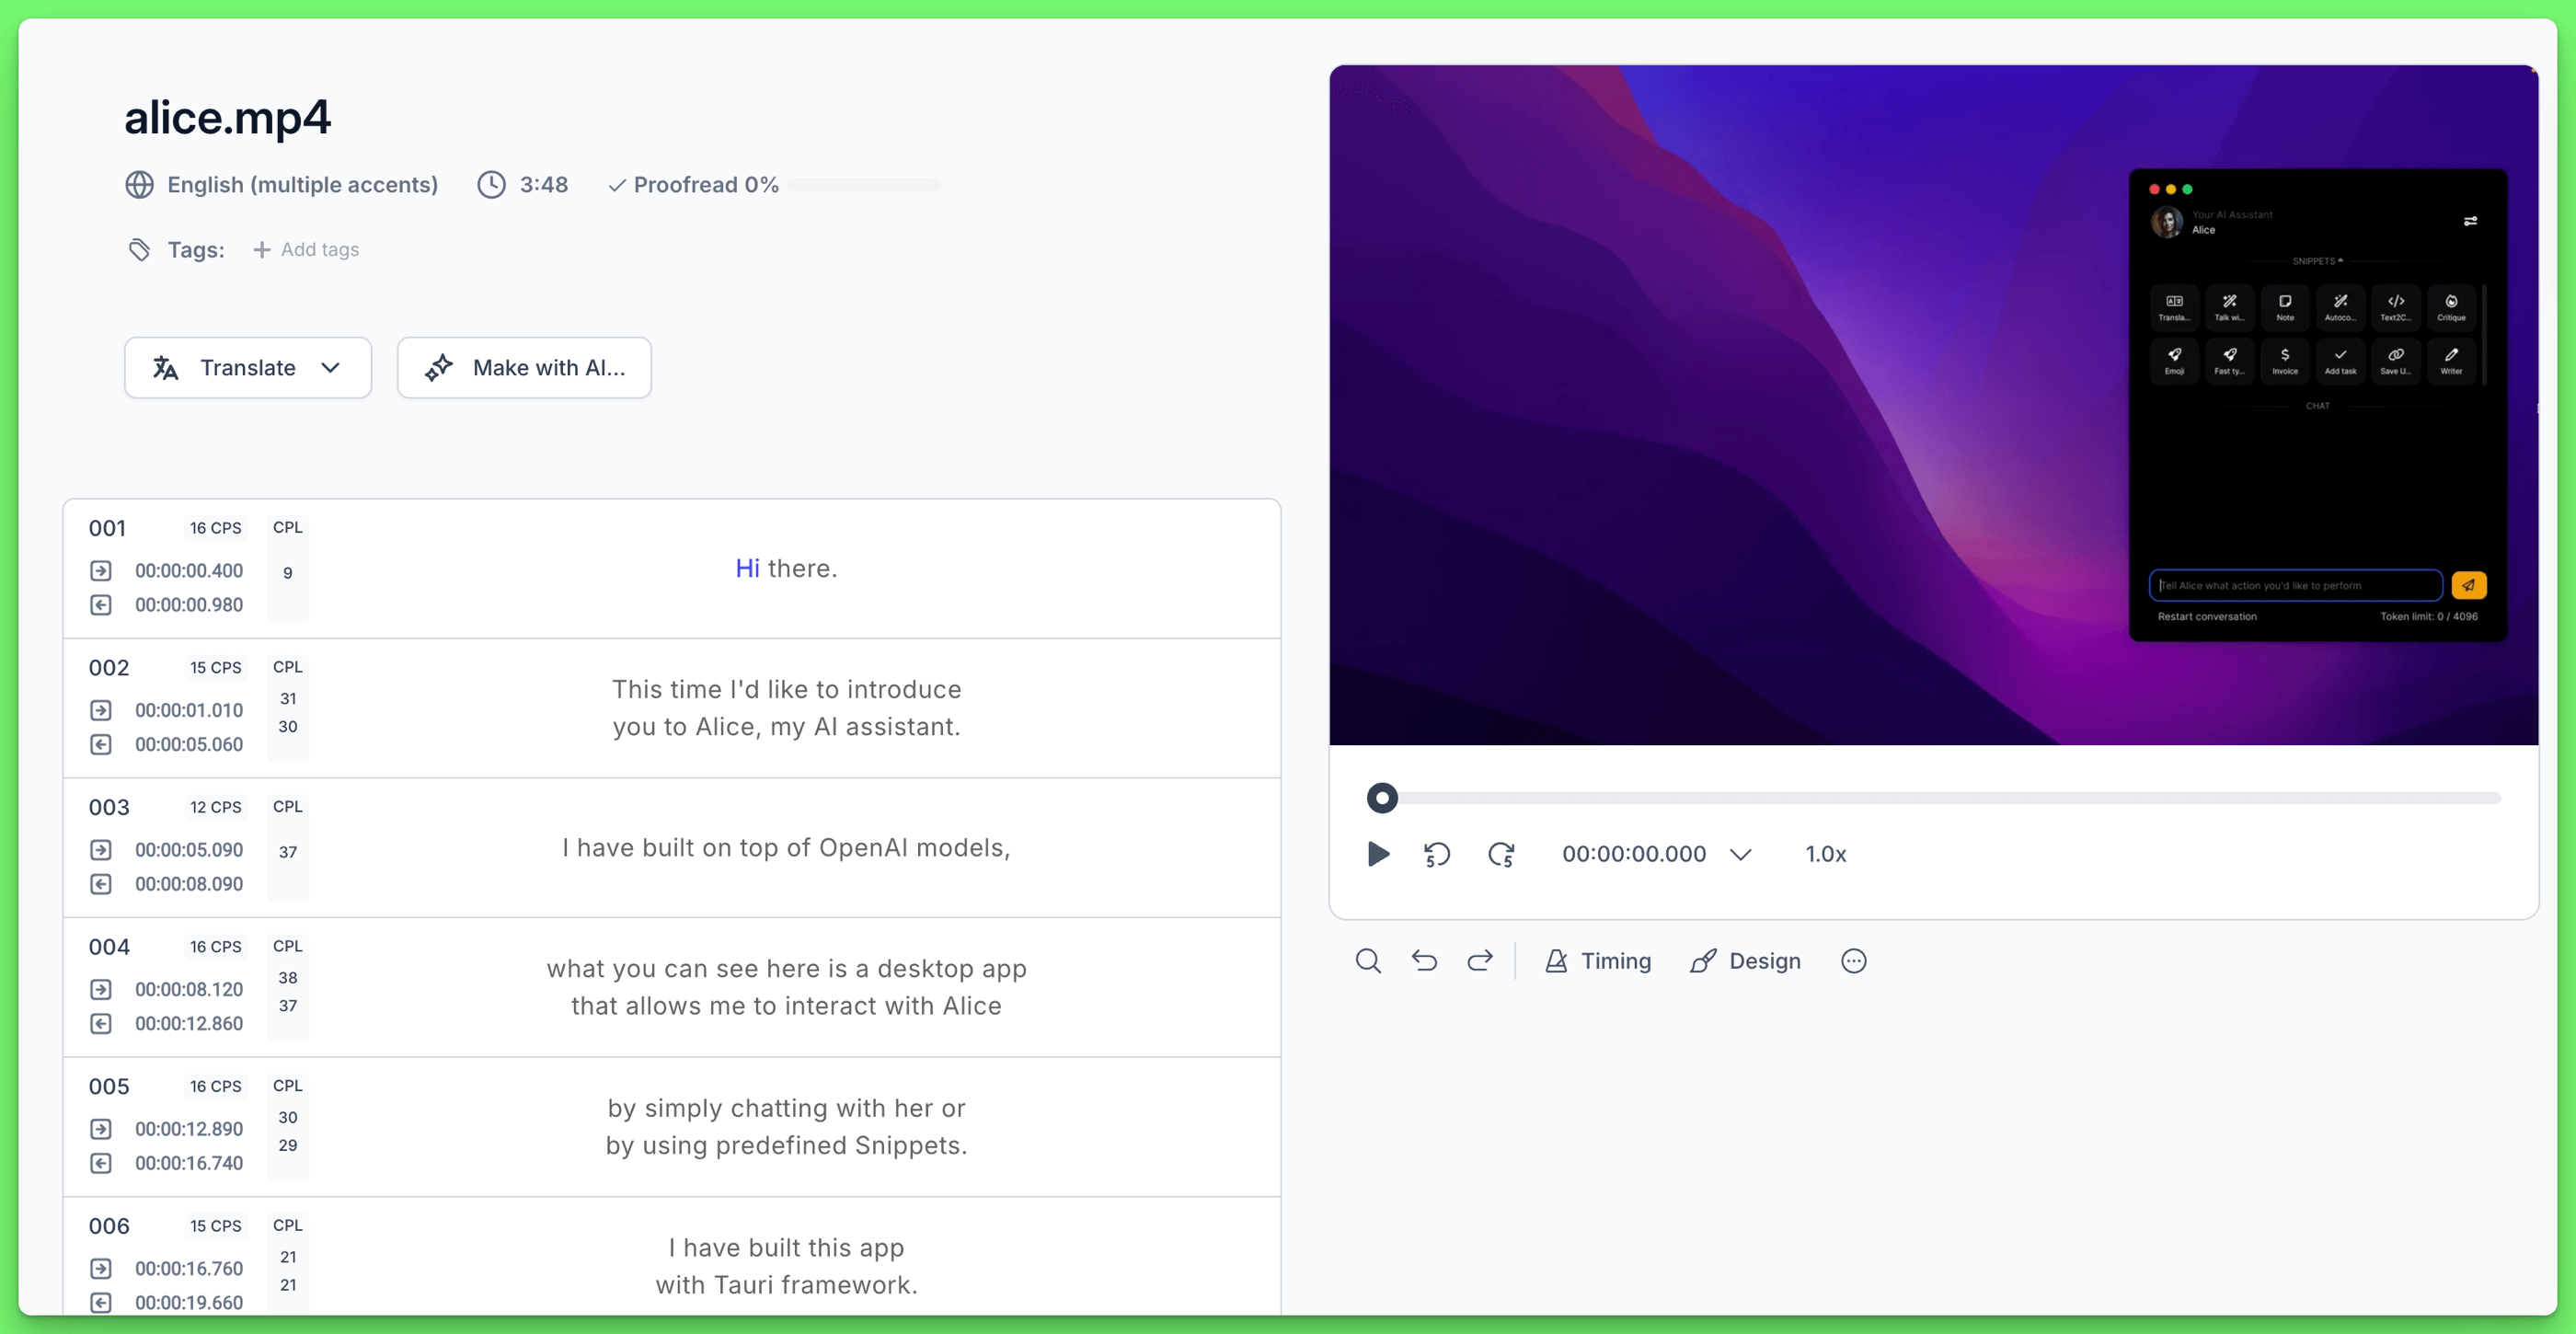 alice.mp4
English (multiple accents) 3:48 Proofread 0%
Tags: Add tags
Translate Make with AI...
001 16 CPS CPL
00:00:00.400
00:00:00.980
9
Hi there.
002 15 CPS CPL
00:00:01.010
00:00:05.060
31
30
This time I'd like to introduce
you to Alice, my AI assistant.
003 12 CPS CPL
00:00:05.090
00:00:08.090
37
I have built on top of OpenAI models,
004 16 CPS CPL
00:00:08.120
00:00:12.860
38
37
what you can see here is a desktop app
that allows me to interact with Alice
005 16 CPS CPL
00:00:12.890
00:00:16.740
30
29
by simply chatting with her or
by using predefined Snippets.
006 15 CPS CPL
00:00:16.760
00:00:19.660
21
21
I have built this app
with Tauri framework.
Your AI Assistant
Alice
SNIPPETS
Transla... Talk wi... Note Autoco... Text2C... Critique
Emoji Fast ty... Invoice Add task Save U... Writer
CHAT
Tell Alice what action you'd like to perform
Restart conversation Token limit: 0 / 4096
5 5 00:00:00.000 1.0x
Timing Design